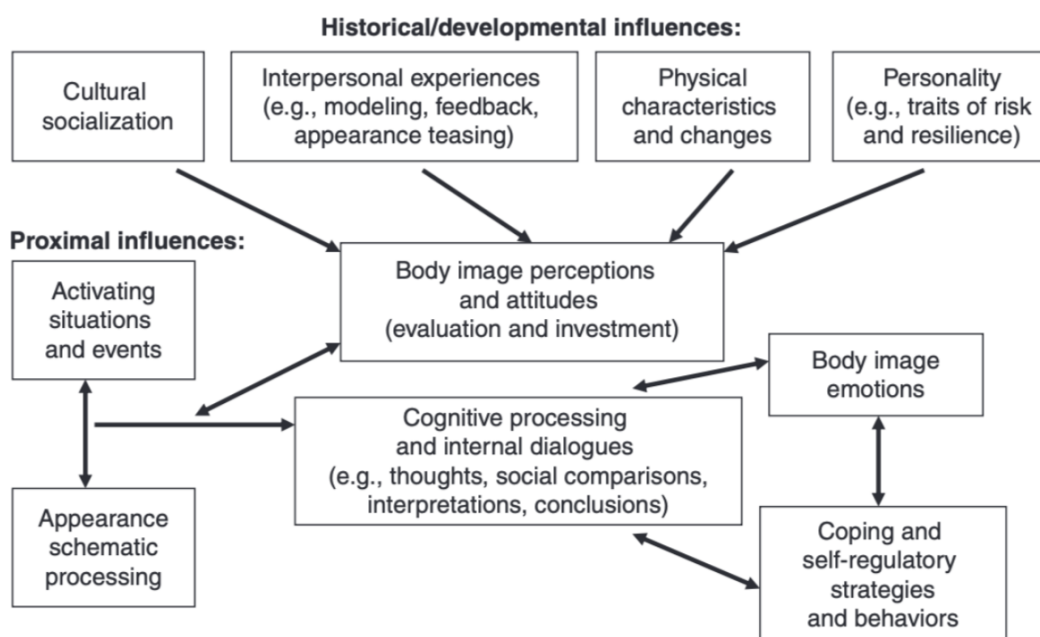 Historical/developmental influences:
Cultural
socialization
Interpersonal experiences
(e.g., modeling, feedback,
appearance teasing)
Physical
characteristics
and changes
Personality
(e.g., traits of risk
and resilience)
Proximal influences:
Activating
situations
and events
Body image perceptions
and attitudes
(evaluation and investment)
Body image
emotions
Cognitive processing
and internal dialogues
(e.g., thoughts, social comparisons,
interpretations, conclusions)
Appearance
schematic
processing
Coping and
self-regulatory
strategies
and behaviors